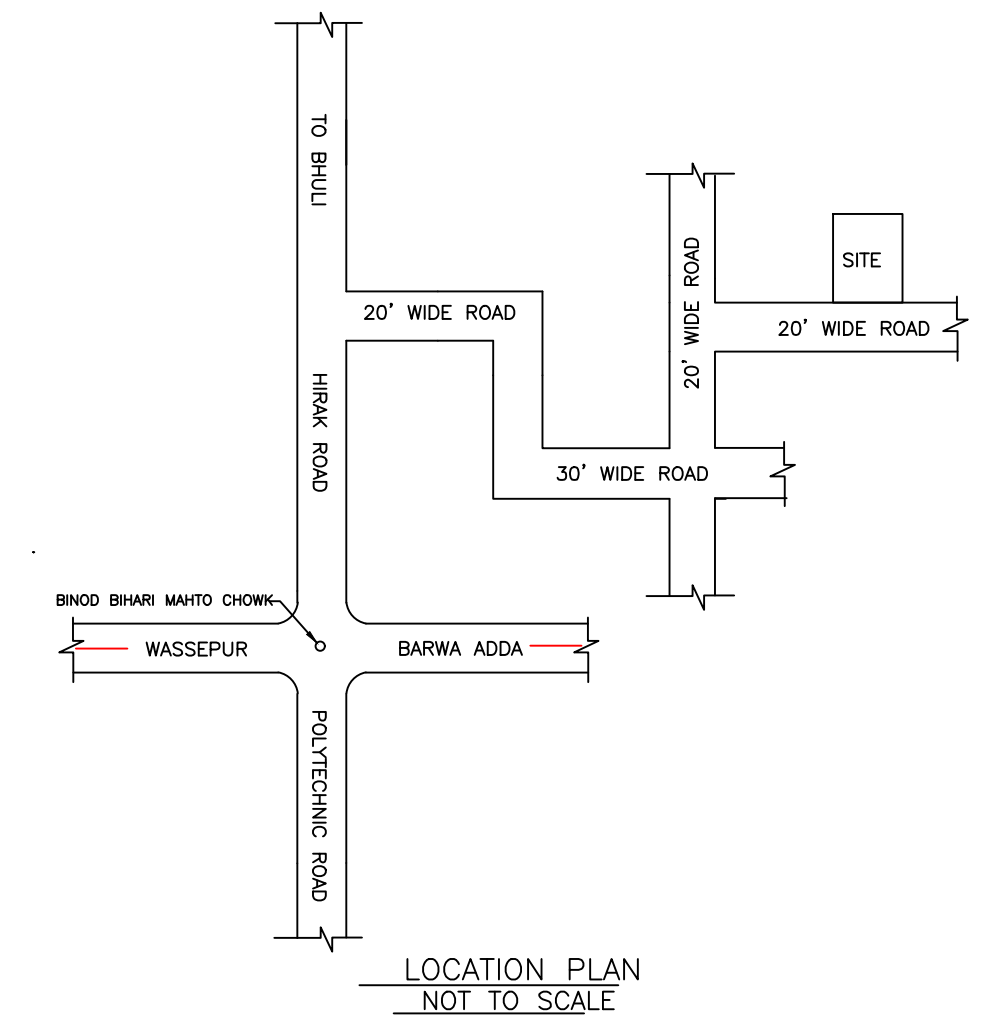 TO BHULI
20' WIDE ROAD
SITE
20' WIDE ROAD
20' WIDE ROAD
HIRAK ROAD
30' WIDE ROAD
BINOD BIHARI MAHTO CHOWK
WASSEPUR
BARWA ADDA
POLYTECHNIC ROAD
LOCATION PLAN
NOT TO SCALE